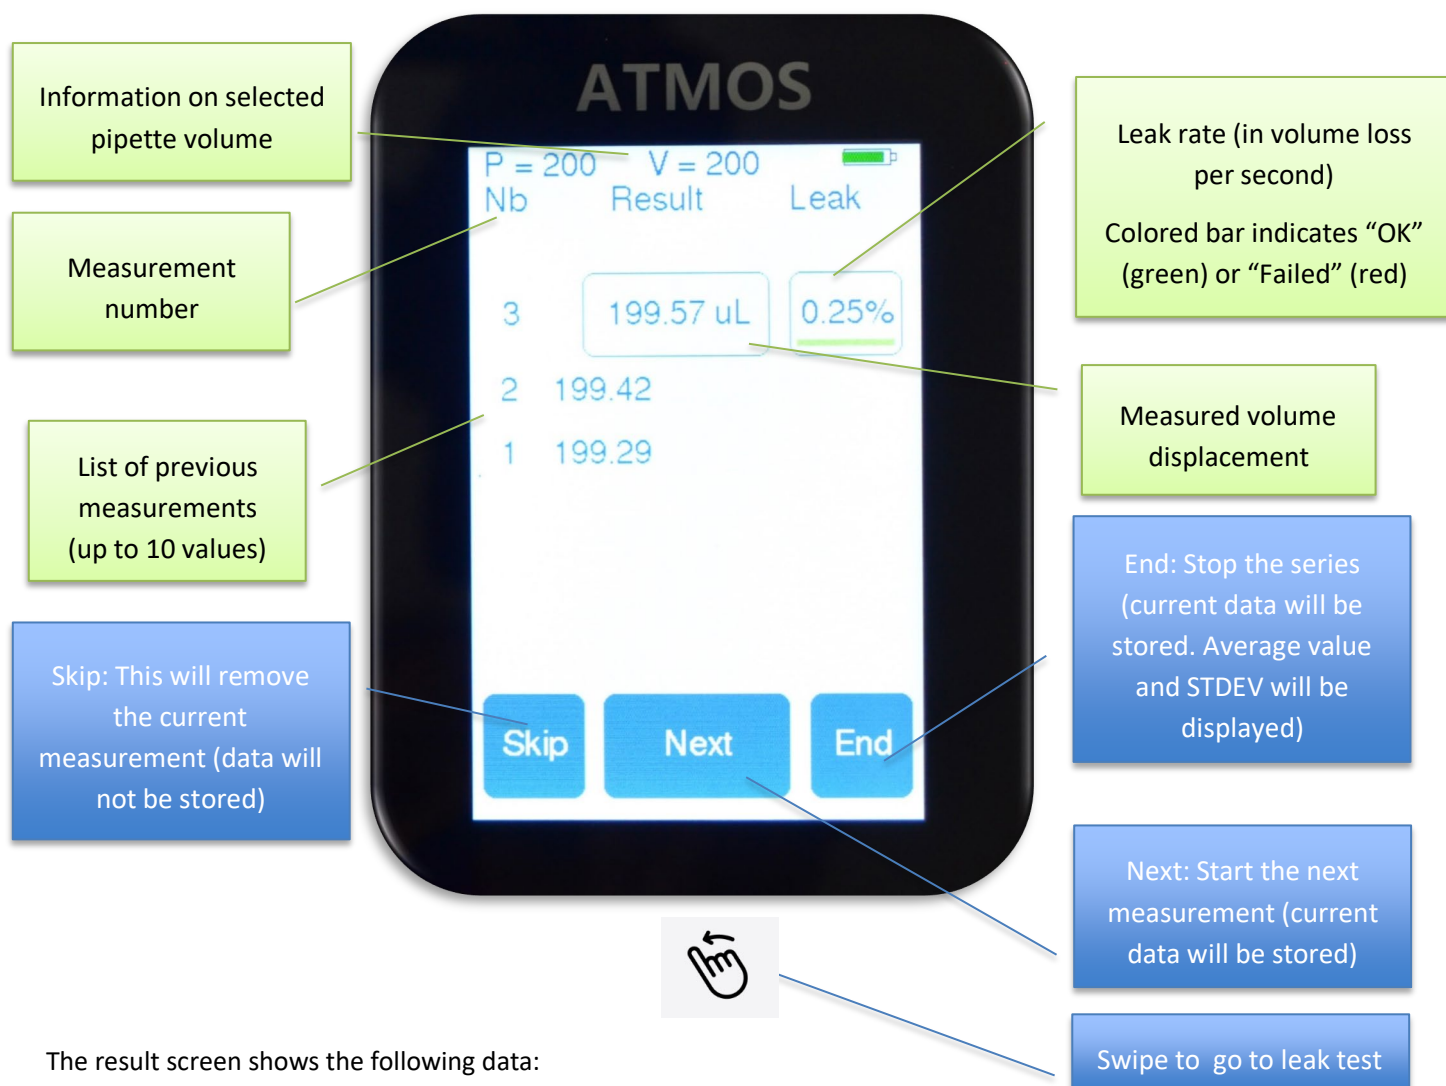 ATMOS
Information on selected
pipette volume
P = 200 V = 200
Nb Result Leak
Leak rate (in volume loss
per second)
Colored bar indicates “OK”
(green) or “Failed” (red)
Measurement
number
3 199.57 uL 0.25%
2 199.42
1 199.29
Measured volume
displacement
List of previous
measurements
(up to 10 values)
End: Stop the series
(current data will be
stored. Average value
and STDEV will be
displayed)
Skip: This will remove
the current
measurement (data will
not be stored)
Skip Next End
Next: Start the next
measurement (current
data will be stored)
Swipe to  go to leak test
The result screen shows the following data: